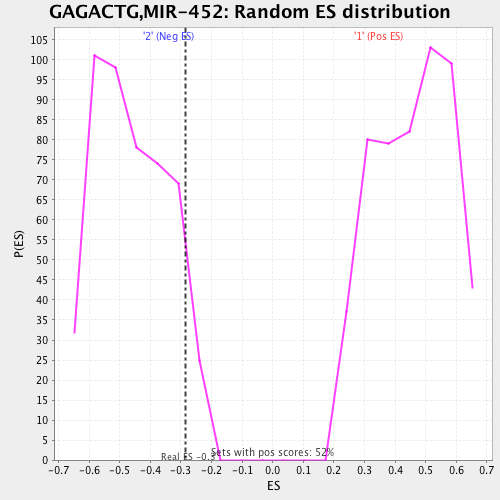 GAGACTG,MIR-452: Random ES distribution
'2' (Neg ES)
'1' (Pos ES)
105
100
95
90
85
80
75
70
65
60
55
50
45
40
35
30
25
20
15
10
5
0
P(ES)
Real ES -0.3
Sets with pos scores: 52%
-0.7 -0.6 -0.5 -0.4 -0.3 -0.2 -0.1 0.0 0.1 0.2 0.3 0.4 0.5 0.6 0.7
ES